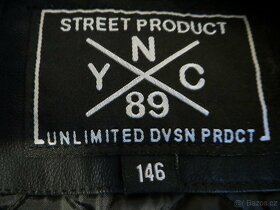 STREET PRODUCT
N
Y C
89
UNLIMITED DVSN PRDCT
146
Bazos.cz